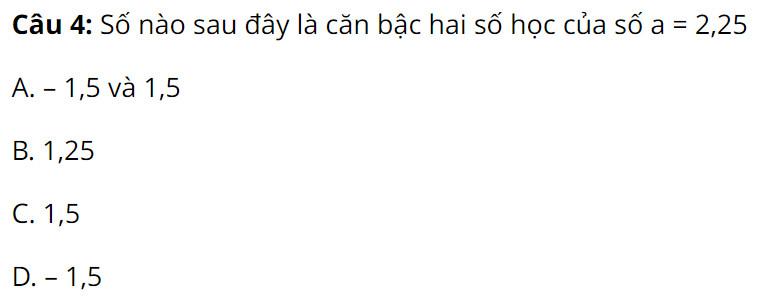 Câu 4: Số nào sau đây là căn bậc hai số học của số a = 2,25
A. – 1,5 và 1,5
B. 1,25
C. 1,5
D. – 1,5